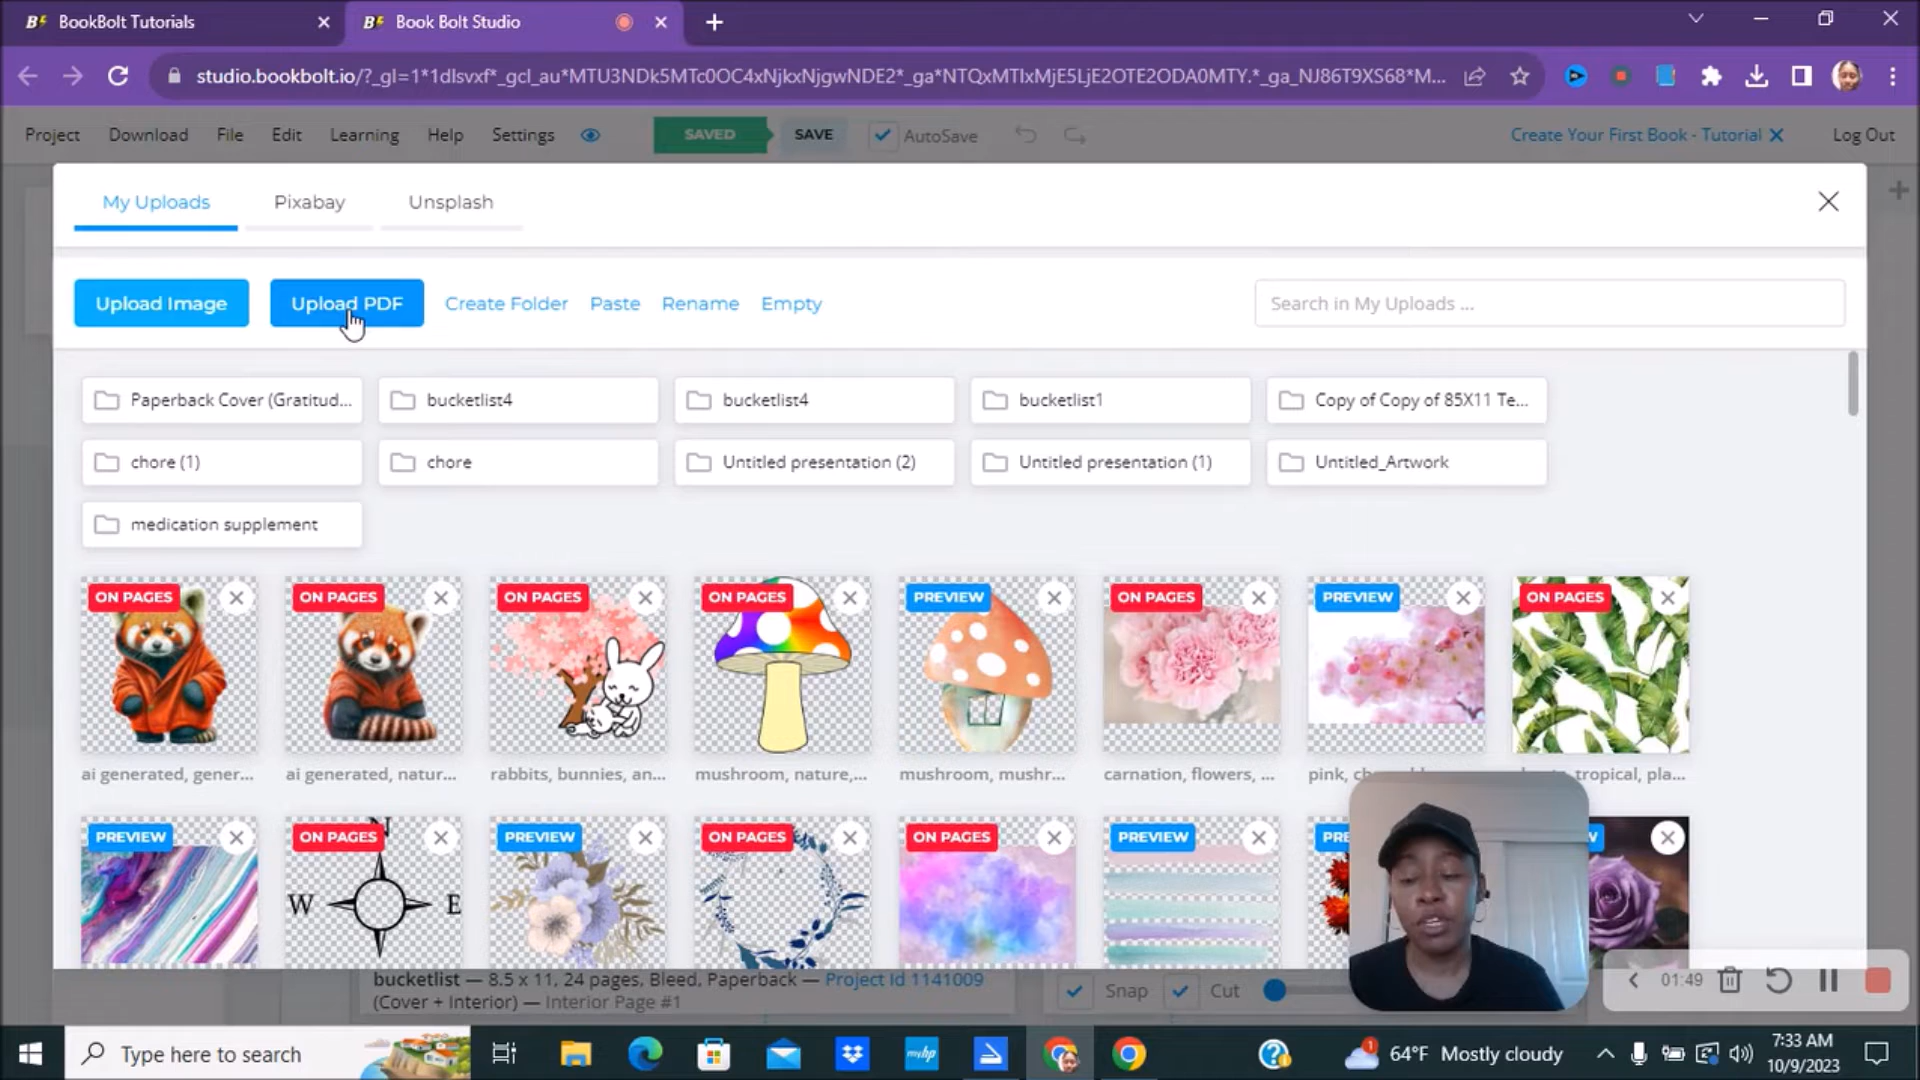 BookBolt Tutorials
Book Bolt Studio
studio.bookbolt.io/?_gl=1*1dlsvxf*_gcl_au*MTU3NDk5MTc0OC4xNjkxNjgwNDE2*_ga*NTQxMTIxMjE5LjE2OTE2ODA0MTY.*_ga_NJ86T9XS68*M...
Project Download File Edit Learning Help Settings SAVED SAVE AutoSave Create Your First Book - Tutorial Log Out
My Uploads Pixabay Unsplash
Upload Image Upload PDF Create Folder Paste Rename Empty Search in My Uploads ...
Paperback Cover (Gratitud... bucketlist4 bucketlist4 bucketlist1 Copy of Copy of 85X11 Te...
chore (1) chore Untitled presentation (2) Untitled presentation (1) Untitled_Artwork
medication supplement
ON PAGES ON PAGES ON PAGES ON PAGES PREVIEW ON PAGES PREVIEW ON PAGES
ai generated, gener... ai generated, natur... rabbits, bunnies, an... mushroom, nature,... mushroom, mushr... carnation, flowers, ... pink, tropical, pla...
PREVIEW ON PAGES PREVIEW ON PAGES ON PAGES PREVIEW
N
W E
bucketlist — 8.5 x 11, 24 pages, Bleed, Paperback — Project Id 1141009
(Cover + Interior) — Interior Page #1
Snap Cut
01:49
Type here to search
myhp
64°F Mostly cloudy
7:33 AM
10/9/2023